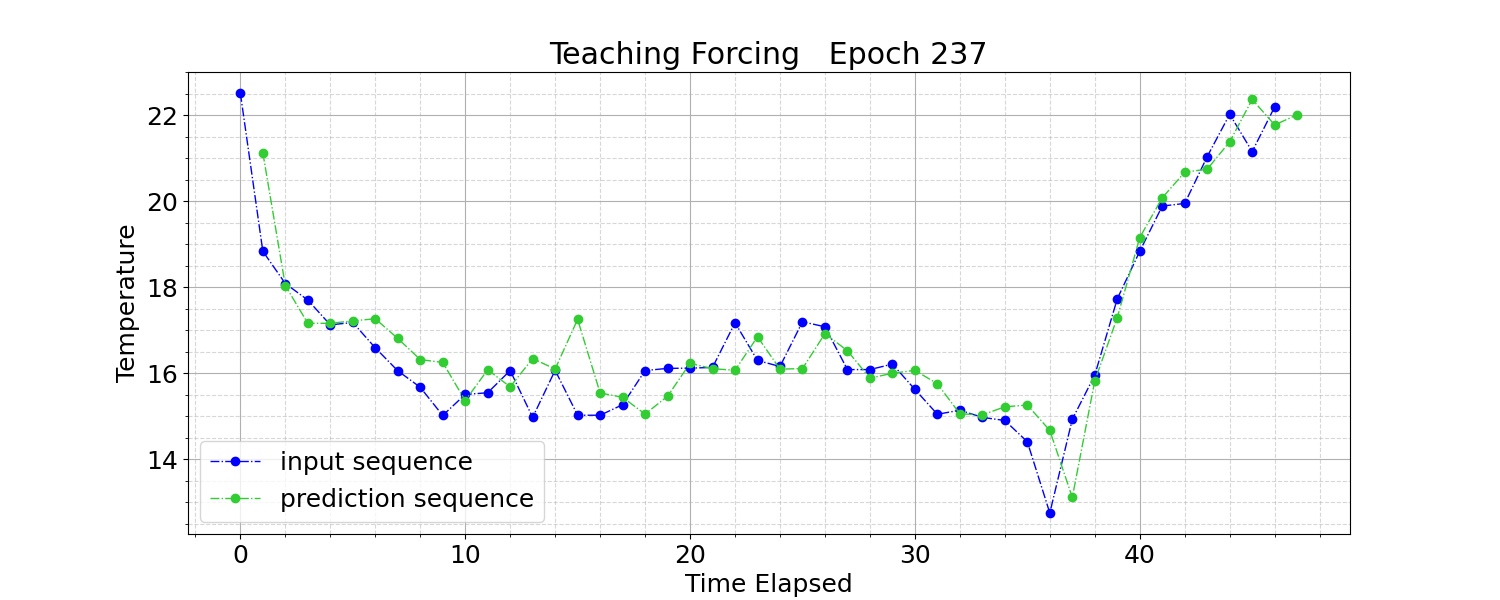 Teaching Forcing   Epoch 237
22
20
18
16
14
Temperature
input sequence
prediction sequence
0 10 20 30 40
Time Elapsed